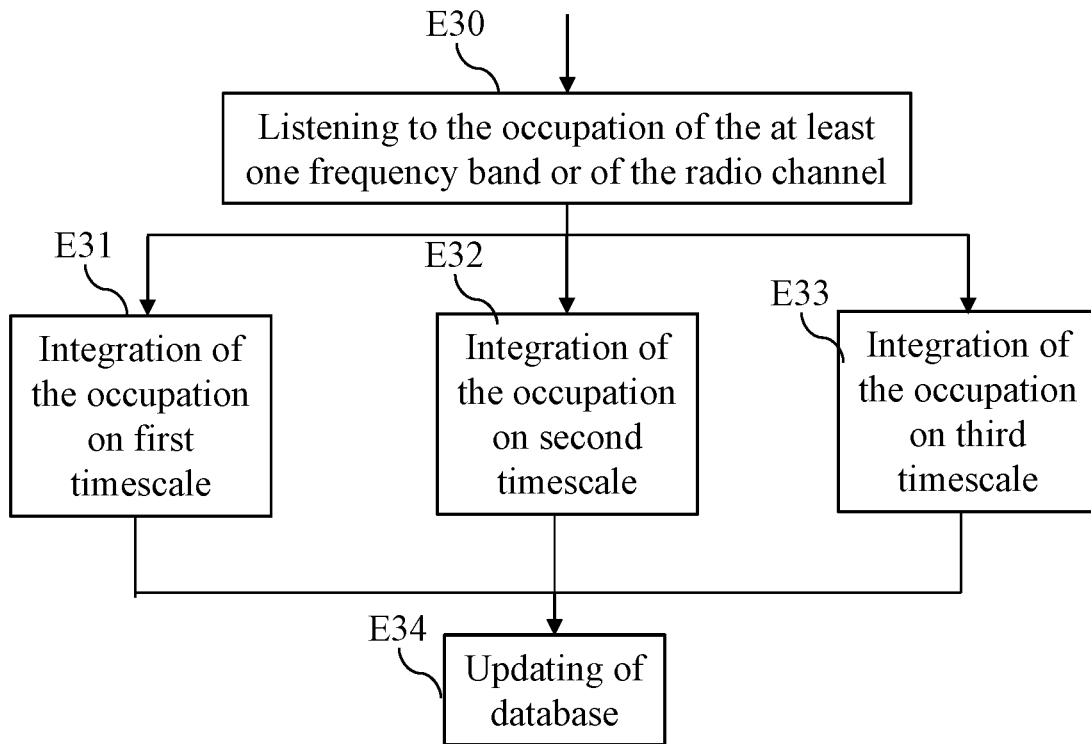 E30
Listening to the occupation of the at least
one frequency band or of the radio channel
E31
Integration of
the occupation
on first
timescale
E32
Integration of
the occupation
on second
timescale
E33
Integration of
the occupation
on third
timescale
E34
Updating of
database